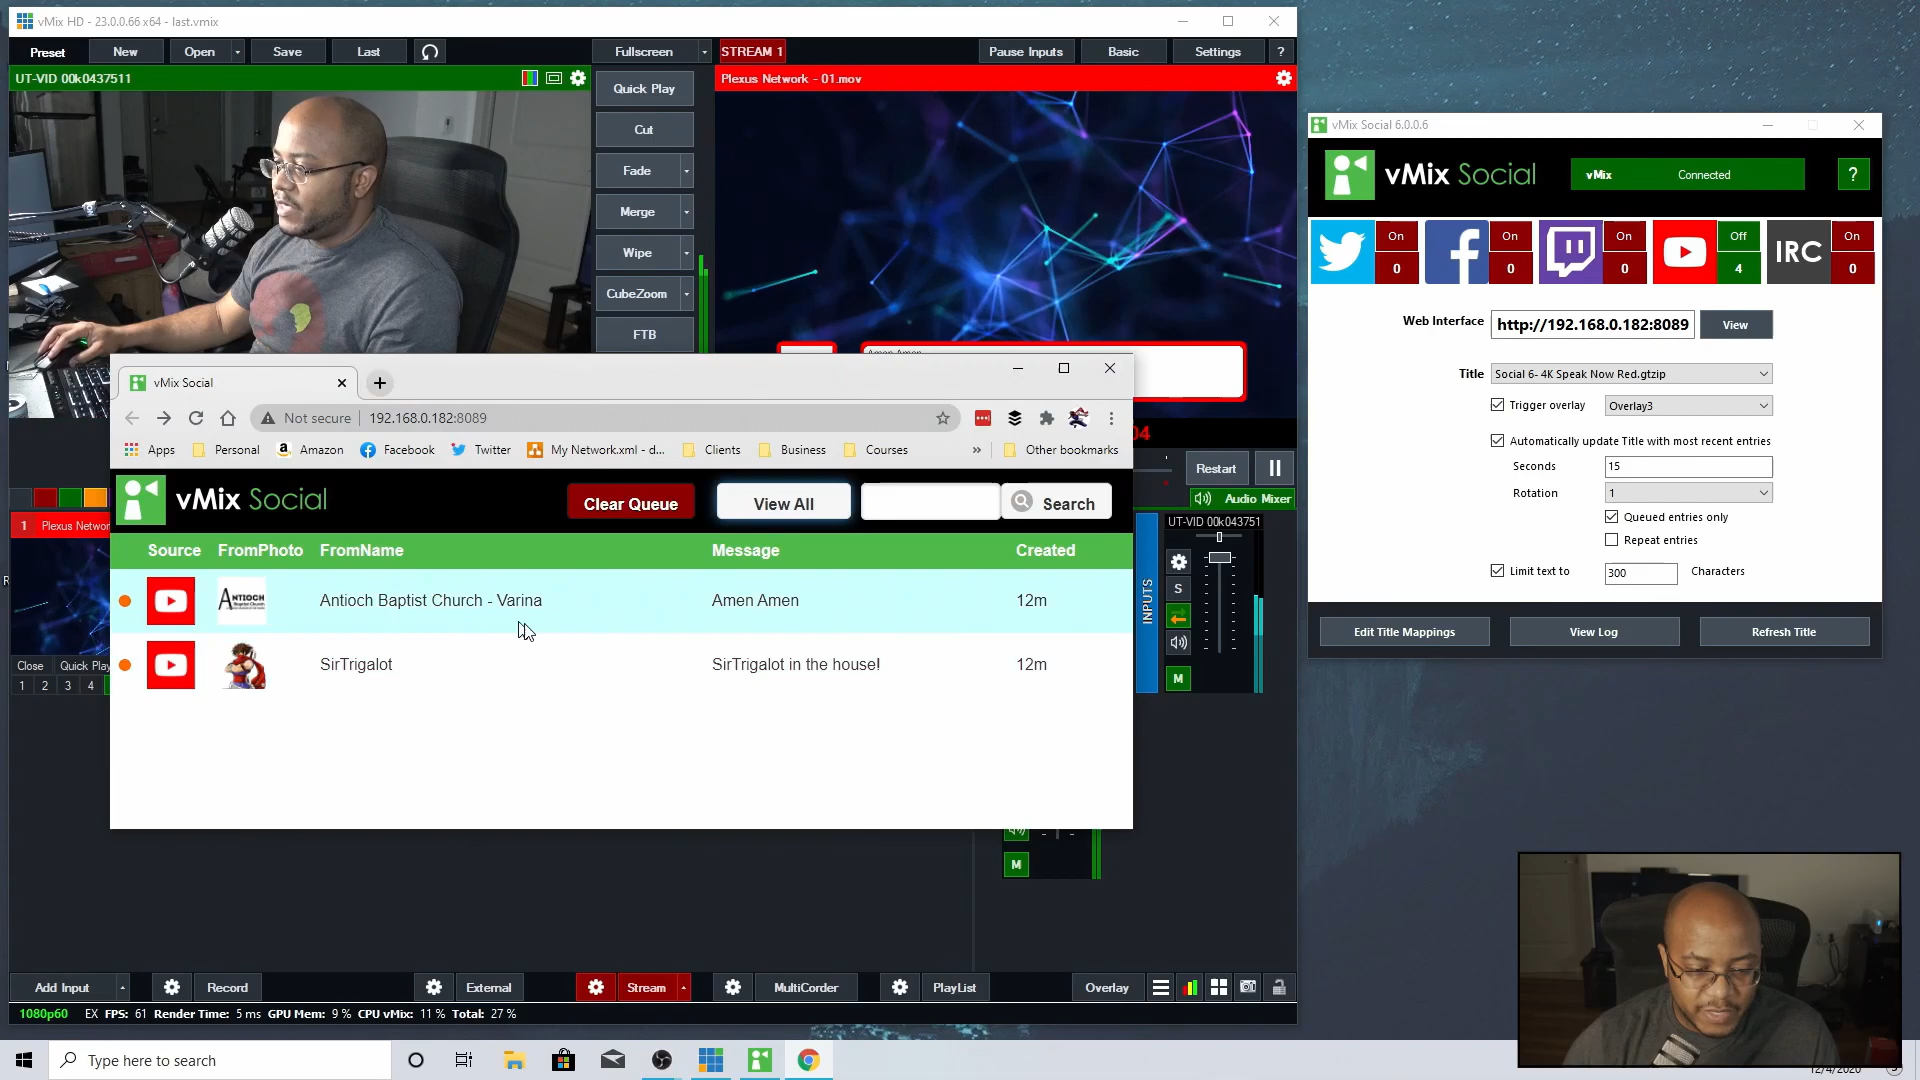 vMix HD - 23.0.0.66 x64 - last.vmix
Preset New Open Save Last Fullscreen STREAM 1 Pause Inputs Basic Settings ?
UT-VID 00k0437511
Plexus Network - 01.mov
Quick Play
Cut
Fade
Merge
Wipe
CubeZoom
FTB
Amen Amen
04
Restart
Audio Mixer
UT-VID 00k043751
S
M
INPUTS
M
1 Plexus Netwo
Close Quick Play
1 2 3 4
vMix Social
Not secure 192.168.0.182:8089
Apps Personal Amazon Facebook Twitter My Network.xml - d... Clients Business Courses » Other bookmarks
vMix Social Clear Queue View All Search
Source FromPhoto FromName Message Created
ANTIOCH
Antioch Baptist Church - Varina Amen Amen 12m
SirTrigalot SirTrigalot in the house! 12m
vMix Social 6.0.0.6
vMix Social vMix Connected ?
On On On Off IRC On
0 0 0 4 0
Web Interface http://192.168.0.182:8089 View
Title Social 6- 4K Speak Now Red.gtzip
Trigger overlay Overlay3
Automatically update Title with most recent entries
Seconds 15
Rotation 1
Queued entries only
Repeat entries
Limit text to 300 Characters
Edit Title Mappings View Log Refresh Title
Add Input Record External Stream MultiCorder PlayList Overlay
1080p60 EX FPS: 61 Render Time: 5 ms GPU Mem: 9 % CPU vMix: 11 % Total: 27 %
Type here to search
12/4/2020